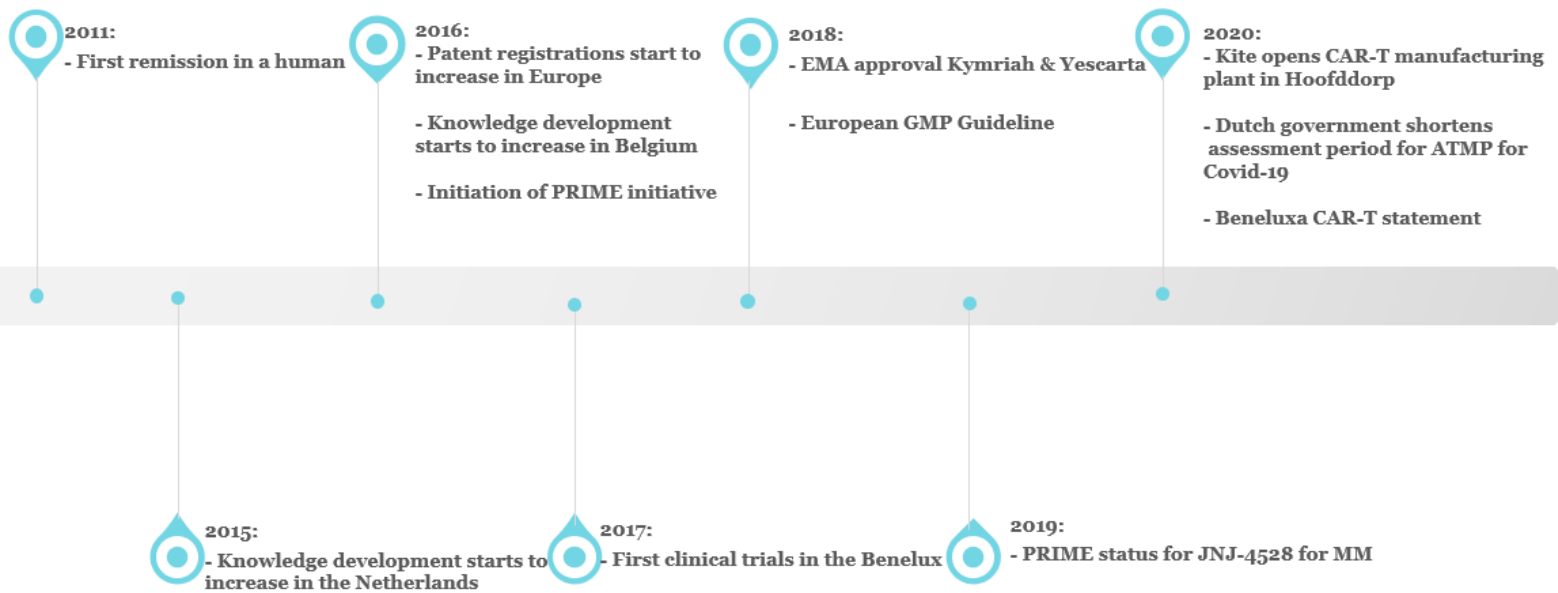 2011:
- First remission in a human
2016:
- Patent registrations start to
increase in Europe
- Knowledge development
starts to increase in Belgium
- Initiation of PRIME initiative
2018:
- EMA approval Kymriah & Yescarta
- European GMP Guideline
2020:
- Kite opens CAR-T manufacturing
plant in Hoofddorp
- Dutch government shortens
assessment period for ATMP for
Covid-19
- Beneluxa CAR-T statement
2015:
- Knowledge development starts to
increase in the Netherlands
2017:
- First clinical trials in the Benelux
2019:
- PRIME status for JNJ-4528 for MM